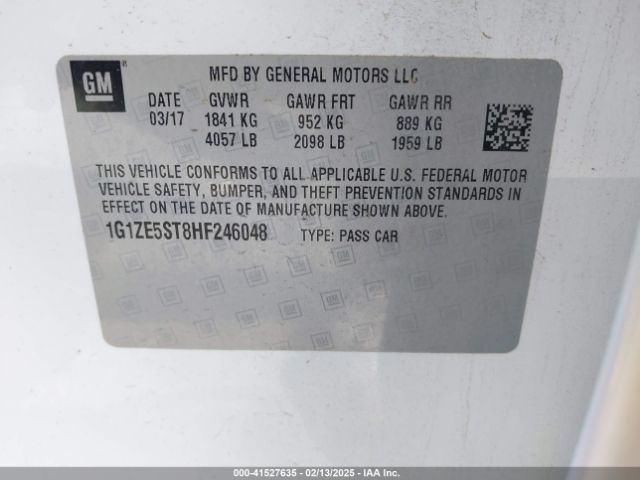 GM
MFD BY GENERAL MOTORS LLC
DATE GVWR GAWR FRT GAWR RR
03/17 1841 KG 952 KG 889 KG
4057 LB 2098 LB 1959 LB
THIS VEHICLE CONFORMS TO ALL APPLICABLE U.S. FEDERAL MOTOR
VEHICLE SAFETY, BUMPER, AND THEFT PREVENTION STANDARDS IN
EFFECT ON THE DATE OF MANUFACTURE SHOWN ABOVE.
1G1ZE5ST8HF246048 TYPE: PASS CAR
000-41527635 - 02/13/2025 - IAAI.COM